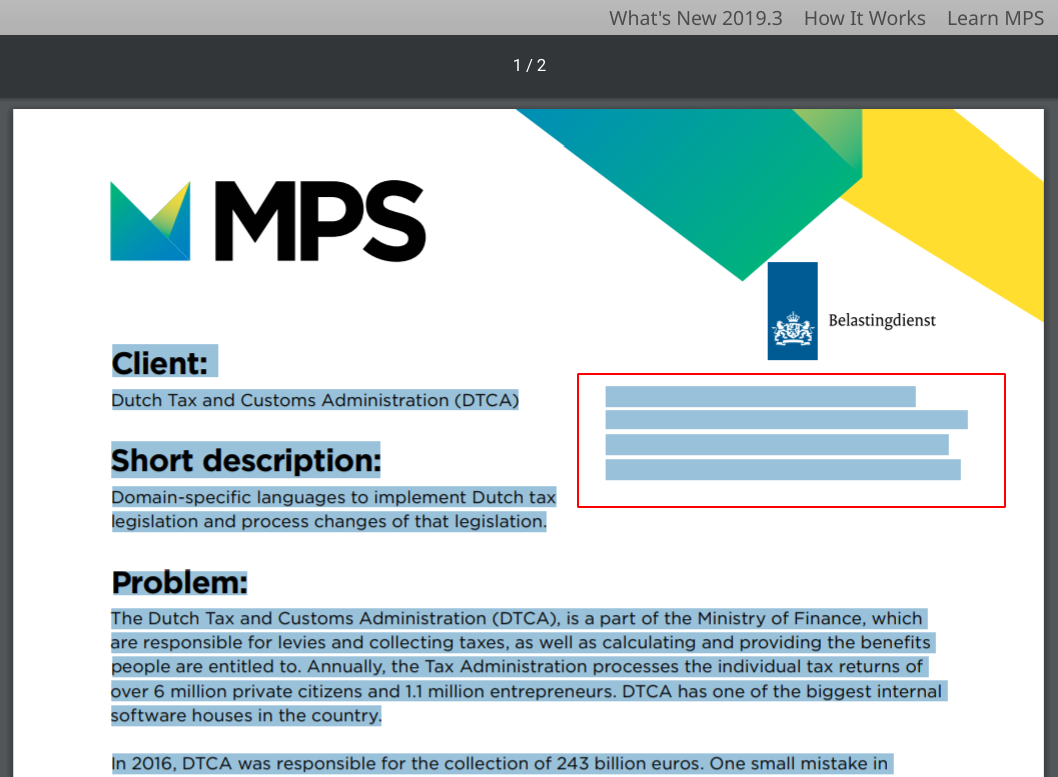 What's New 2019.3 How It Works Learn MPS
1 / 2
MPS
Belastingdienst
Client:
Dutch Tax and Customs Administration (DTCA)
Short description:
Domain-specific languages to implement Dutch tax
legislation and process changes of that legislation.
Problem:
The Dutch Tax and Customs Administration (DTCA), is a part of the Ministry of Finance, which
are responsible for levies and collecting taxes, as well as calculating and providing the benefits
people are entitled to. Annually, the Tax Administration processes the individual tax returns of
over 6 million private citizens and 1.1 million entrepreneurs. DTCA has one of the biggest internal
software houses in the country.
In 2016, DTCA was responsible for the collection of 243 billion euros. One small mistake in